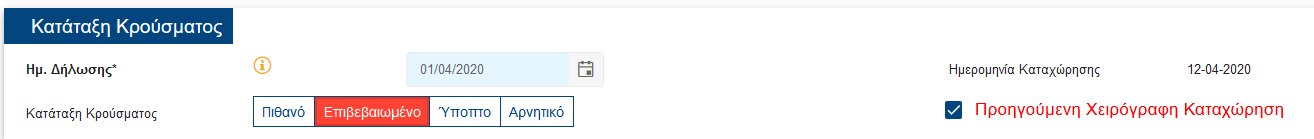 Κατάταξη Κρούσματος
Ημ. Δήλωσης* 01/04/2020 Ημερομηνία Καταχώρησης 12-04-2020
Κατάταξη Κρούσματος Πιθανό Επιβεβαιωμένο Ύποπτο Αρνητικό Προηγούμενη Χειρόγραφη Καταχώρηση